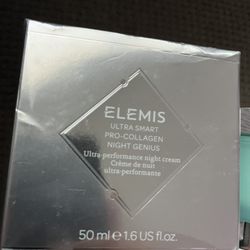 ELEMIS
ULTRA SMART
PRO-COLLAGEN
NIGHT GENIUS
Ultra-performance night cream
Crème de nuit
ultra-performante
50 ml ℮ 1.6 US fl.oz.